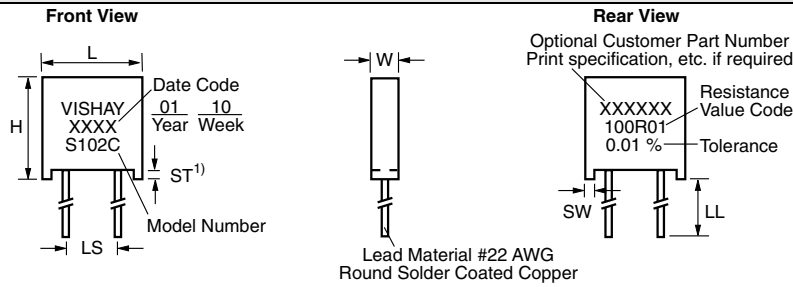 Front View
L
H
VISHAY
XXXX
S102C
Date Code
01 10
Year Week
ST1)
Model Number
LS
W
Lead Material #22 AWG
Round Solder Coated Copper
Rear View
Optional Customer Part Number
Print specification, etc. if required
XXXXXX
100R01
0.01 %
Resistance
Value Code
Tolerance
SW
LL